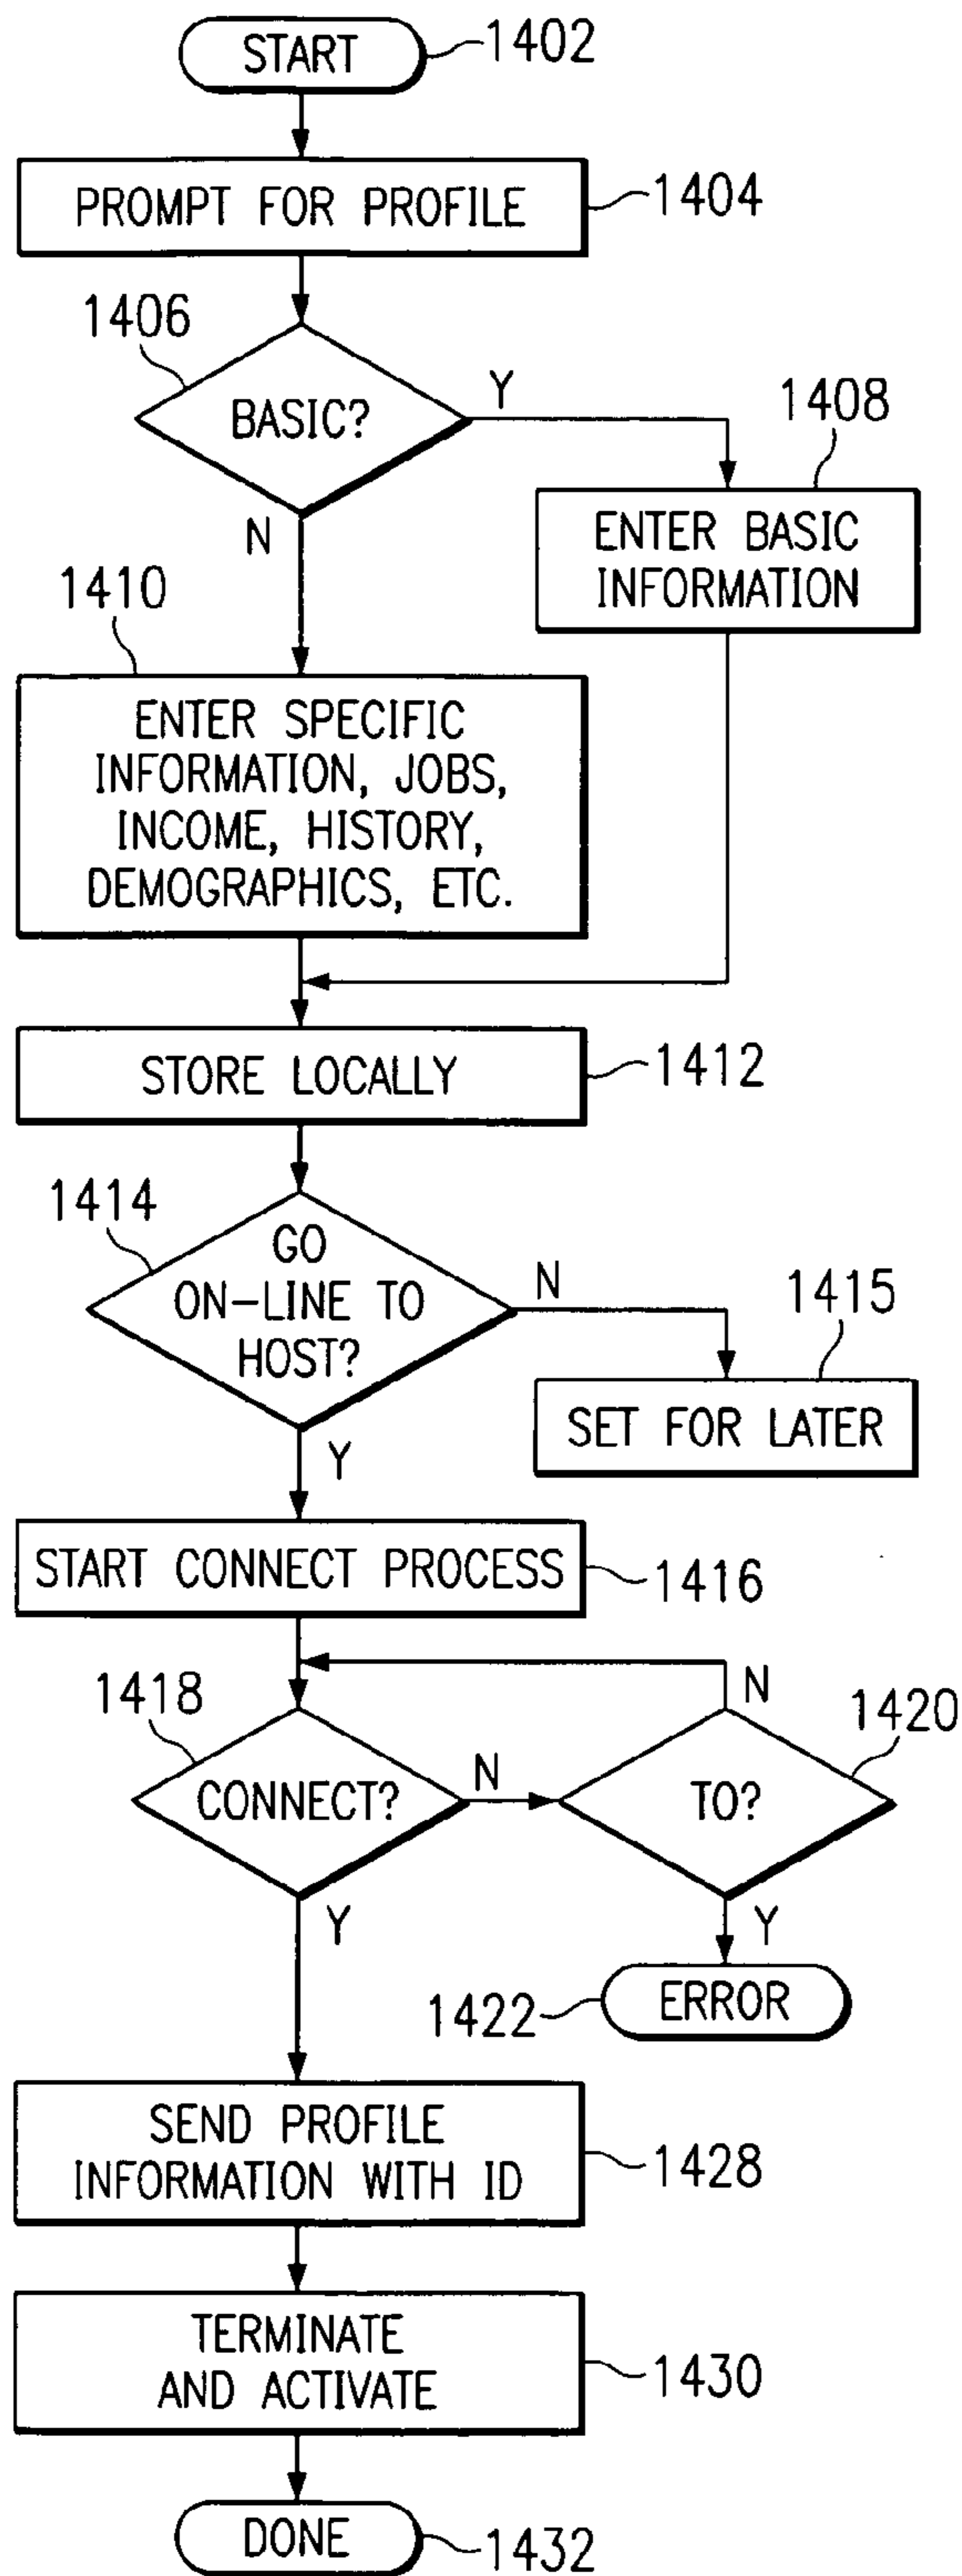 START
1402
PROMPT FOR PROFILE
1404
1406
BASIC?
Y
N
1408
ENTER BASIC
INFORMATION
1410
ENTER SPECIFIC
INFORMATION, JOBS,
INCOME, HISTORY,
DEMOGRAPHICS, ETC.
STORE LOCALLY
1412
1414
GO
ON-LINE TO
HOST?
N
Y
1415
SET FOR LATER
START CONNECT PROCESS
1416
1418
CONNECT?
N
Y
1420
TO?
N
Y
1422
ERROR
SEND PROFILE
INFORMATION WITH ID
1428
TERMINATE
AND ACTIVATE
1430
DONE
1432